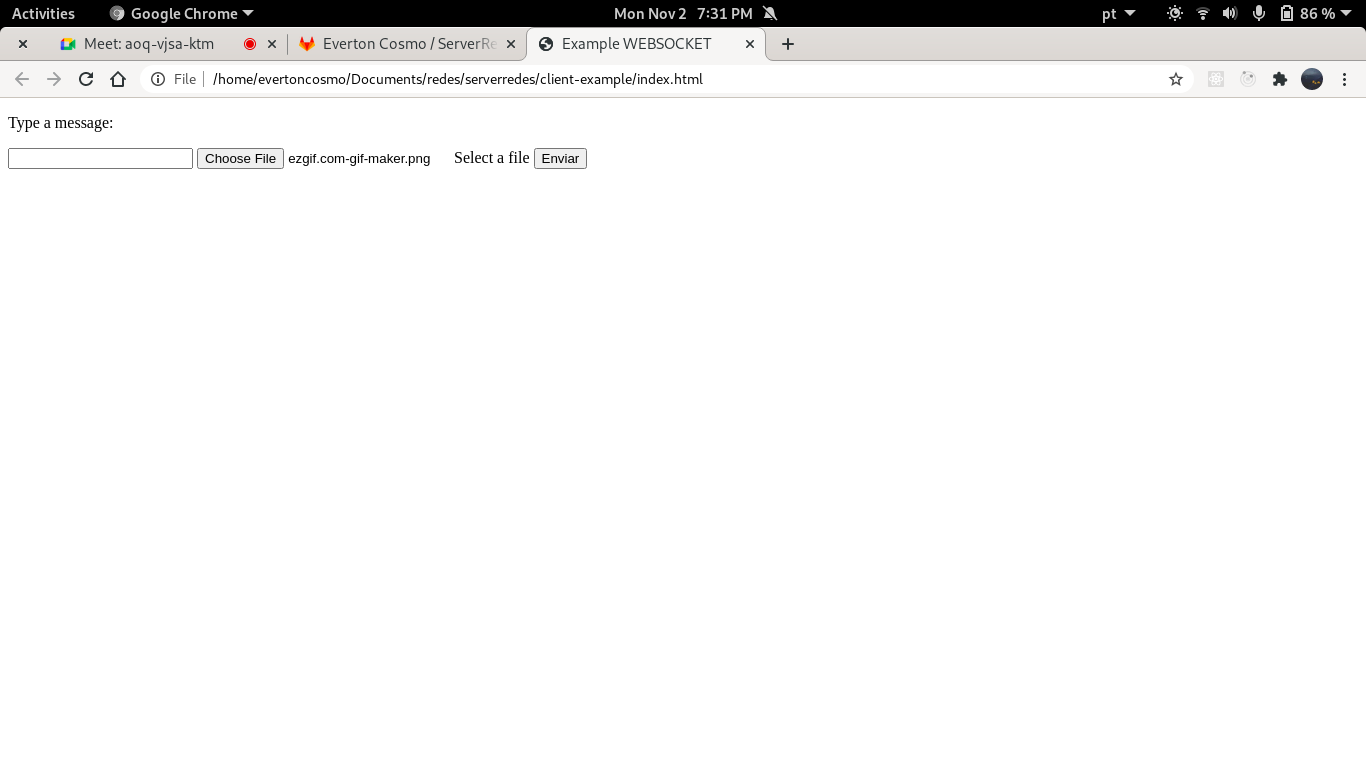 Activities Google Chrome Mon Nov 2 7:31 PM pt 86 %
Meet: aoq-vjsa-ktm Everton Cosmo / ServerRe Example WEBSOCKET
File /home/evertoncosmo/Documents/redes/serverredes/client-example/index.html
Type a message:
Choose File ezgif.com-gif-maker.png Select a file Enviar